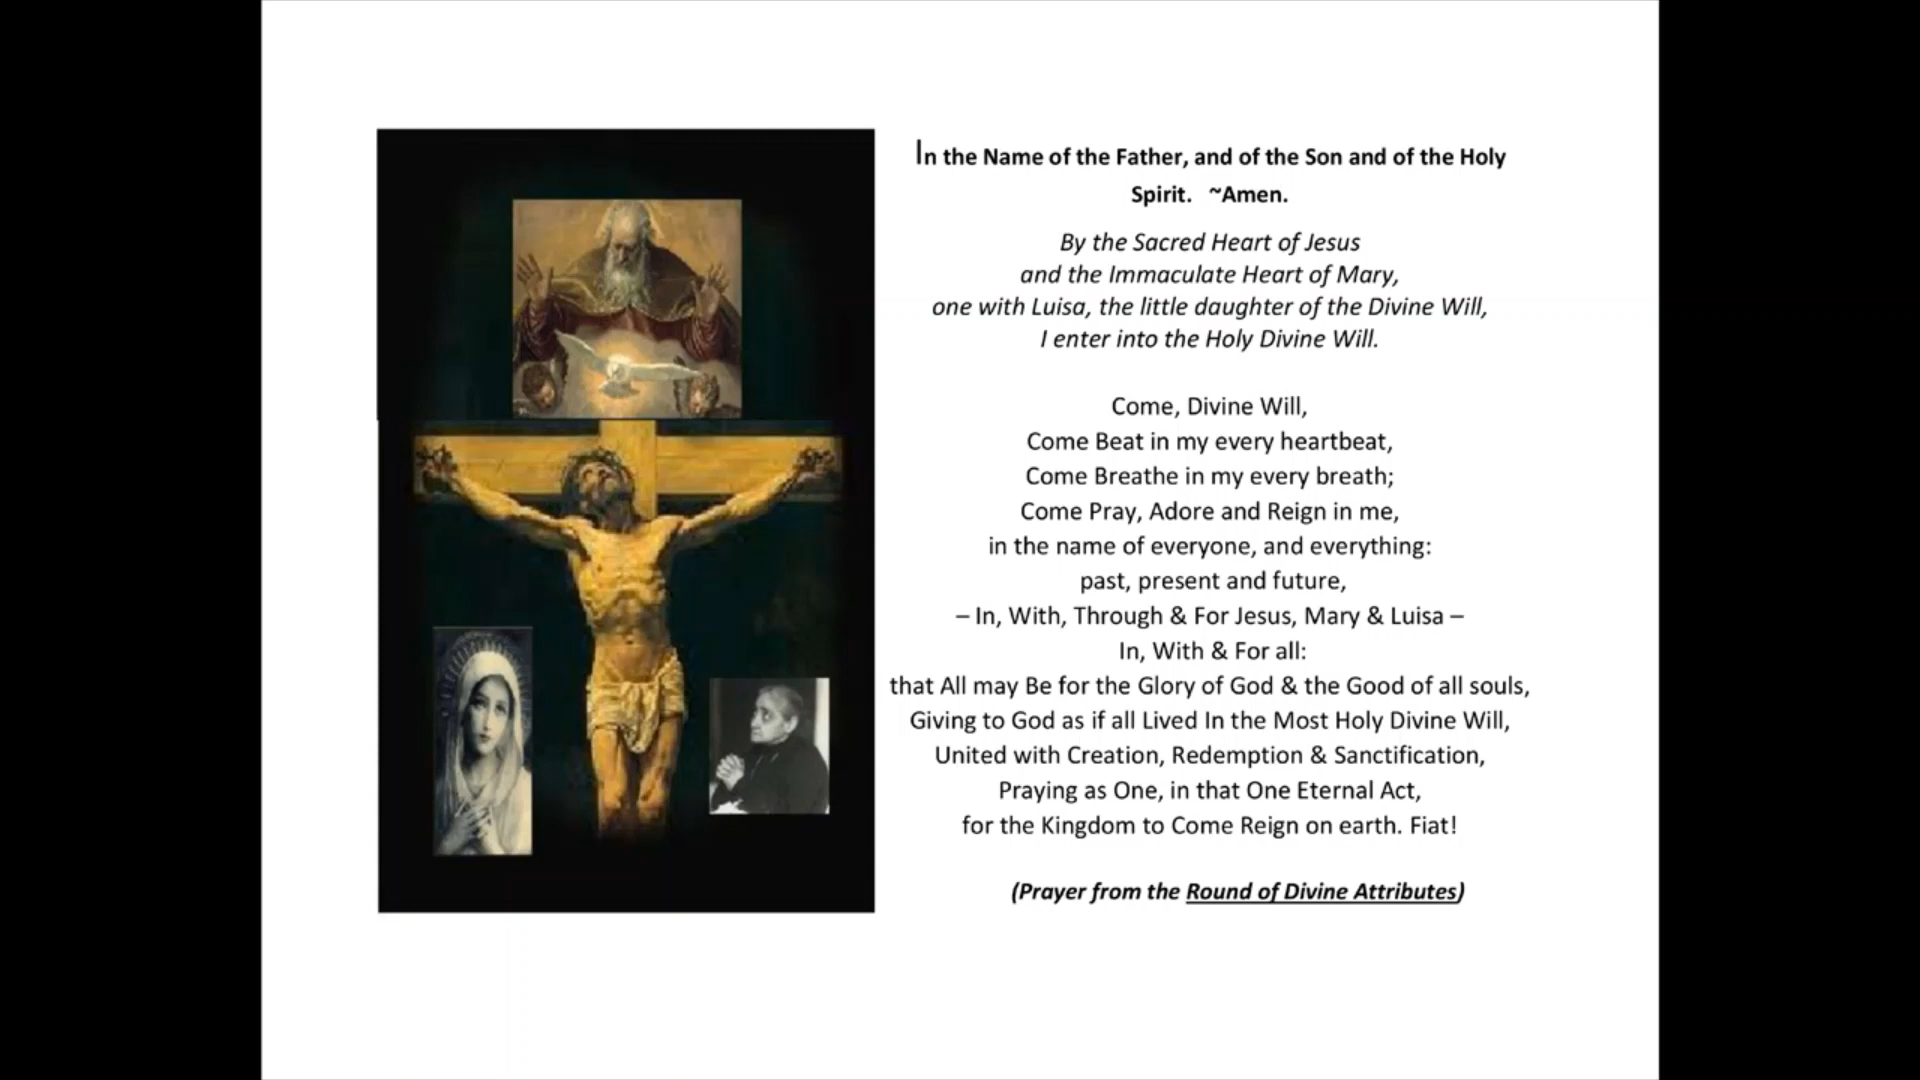 In the Name of the Father, and of the Son and of the Holy
Spirit.   ~Amen.
By the Sacred Heart of Jesus
and the Immaculate Heart of Mary,
one with Luisa, the little daughter of the Divine Will,
I enter into the Holy Divine Will.
Come, Divine Will,
Come Beat in my every heartbeat,
Come Breathe in my every breath;
Come Pray, Adore and Reign in me,
in the name of everyone, and everything:
past, present and future,
– In, With, Through & For Jesus, Mary & Luisa –
In, With & For all:
that All may Be for the Glory of God & the Good of all souls,
Giving to God as if all Lived In the Most Holy Divine Will,
United with Creation, Redemption & Sanctification,
Praying as One, in that One Eternal Act,
for the Kingdom to Come Reign on earth. Fiat!
(Prayer from the Round of Divine Attributes)